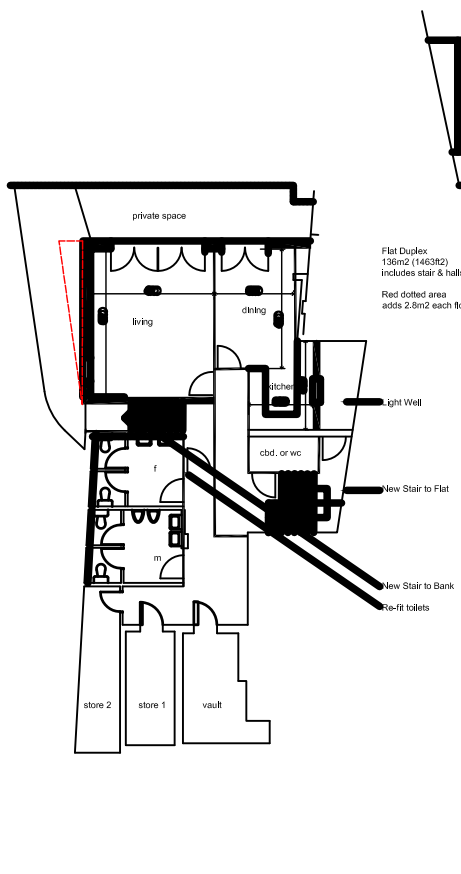 private space
Flat Duplex
136m2 (1463ft2)
includes stair & halls
Red dotted area
adds 2.8m2 each flo
living
dining
kitchen
Light Well
cbd. or wc
f
New Stair to Flat
m
New Stair to Bank
Re-fit toilets
store 2
store 1
vault